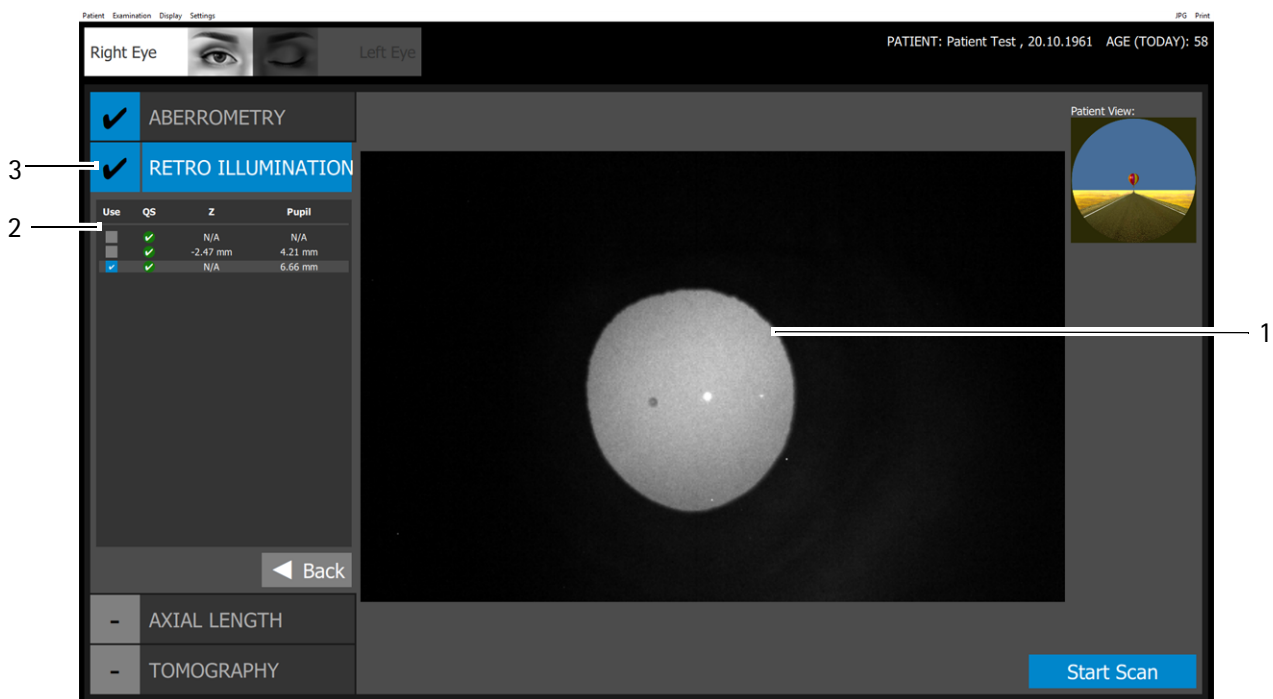 Patient Examination Display Settings JPG Print
Right Eye Left Eye PATIENT: Patient Test , 20.10.1961 AGE (TODAY): 58
ABERROMETRY
Patient View:
3 RETRO ILLUMINATION
Use QS Z Pupil
2
N/A N/A
-2.47 mm 4.21 mm
N/A 6.66 mm
1
Back
- AXIAL LENGTH
- TOMOGRAPHY
Start Scan